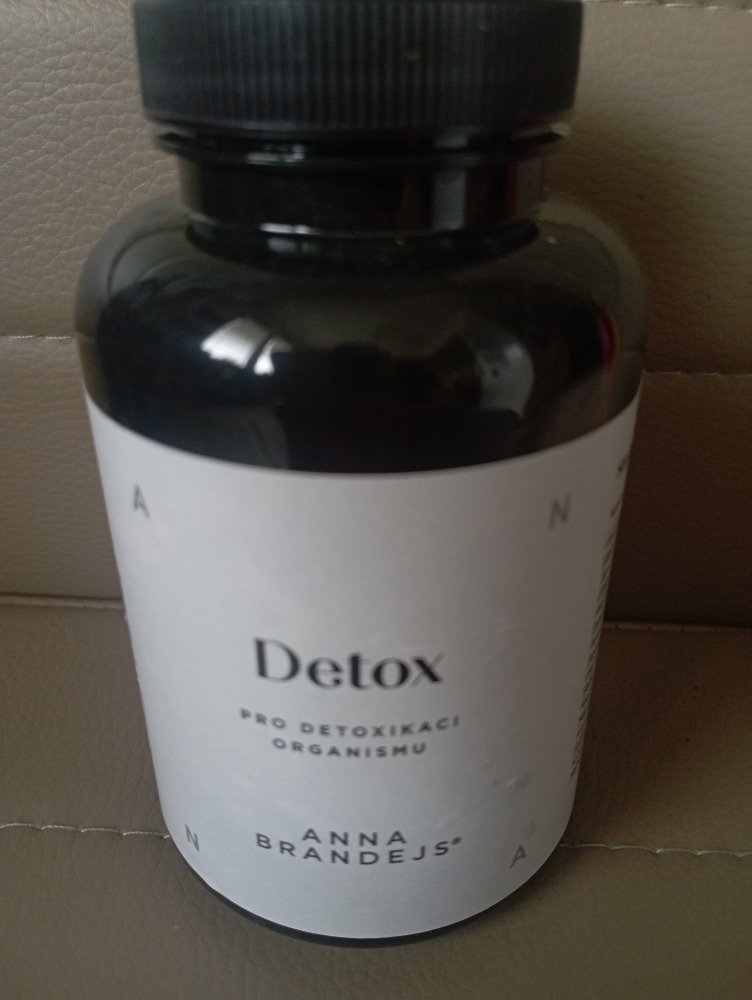 A N
Detox
PRO DETOXIKACI
ORGANISMU
ANNA
BRANDEJS®
N A